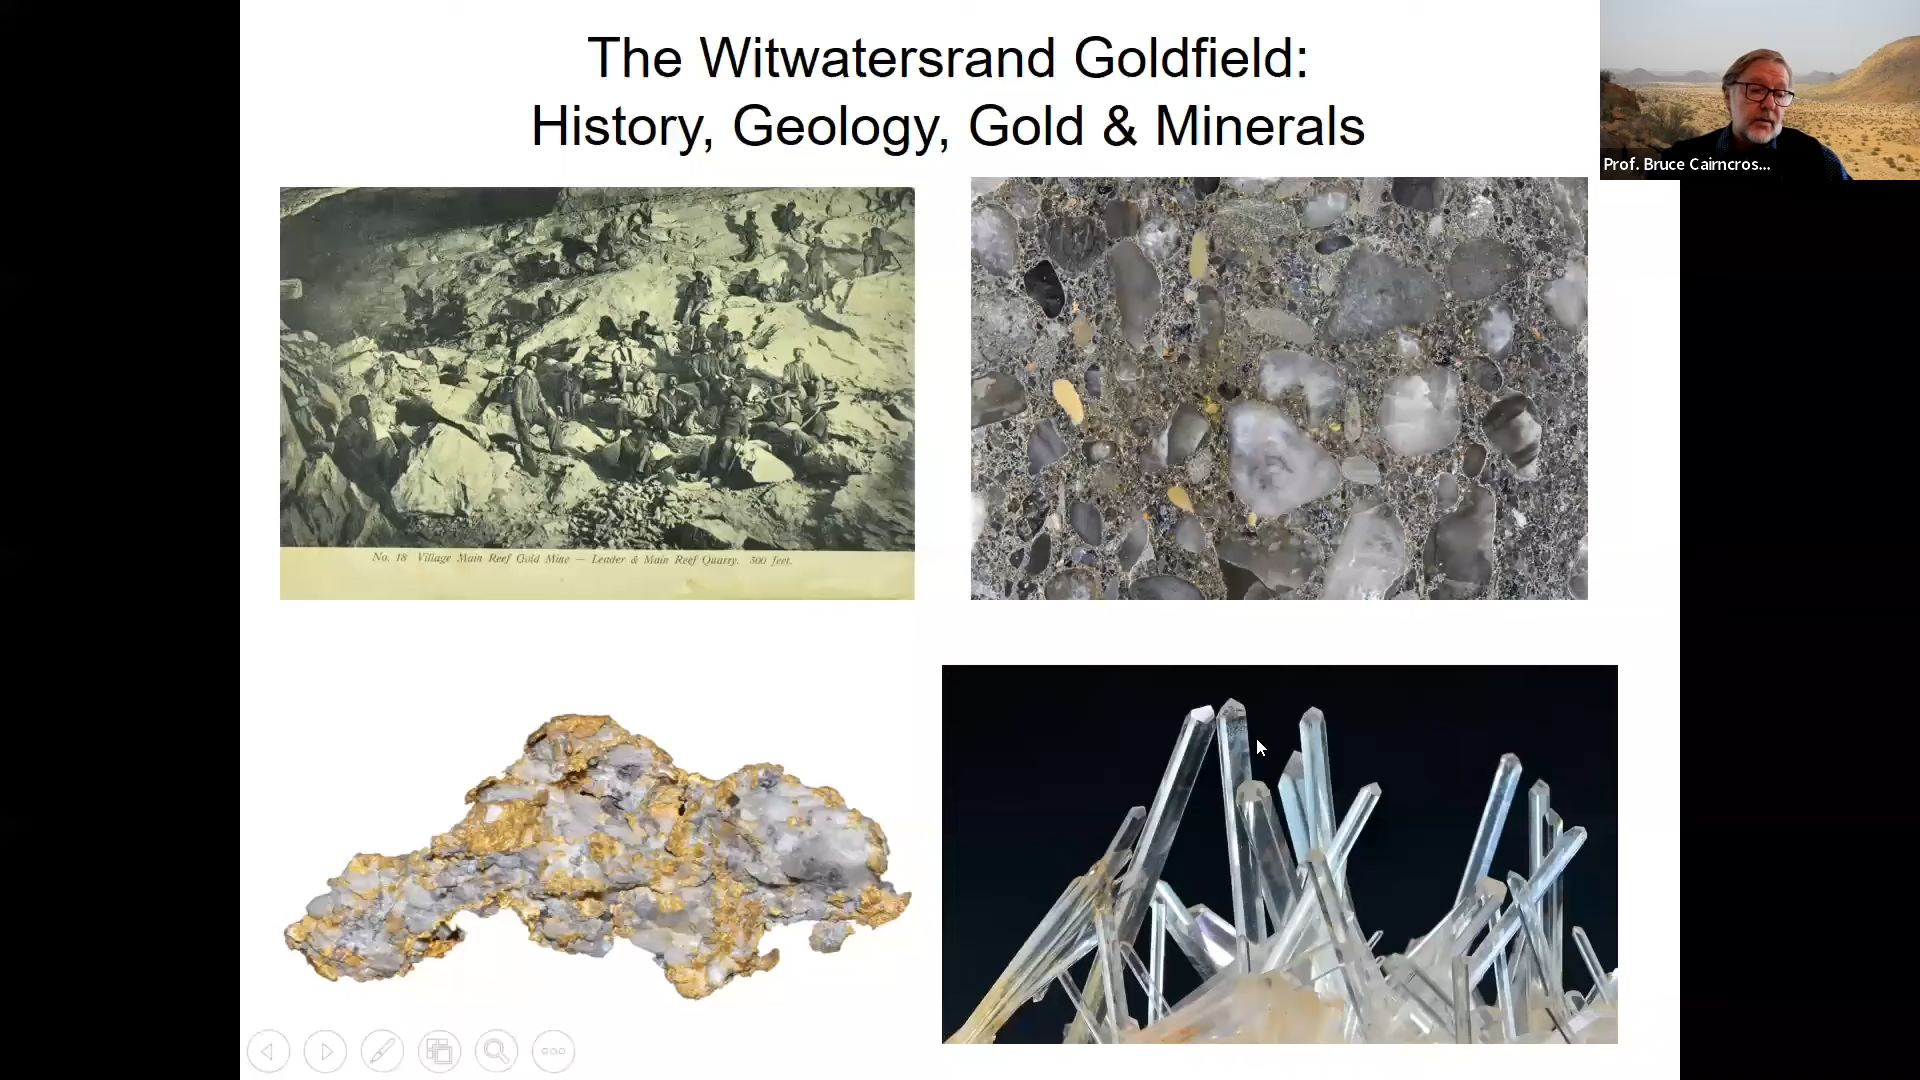 The Witwatersrand Goldfield:
History, Geology, Gold & Minerals
Prof. Bruce Cairncros...
No. 18 Village Main Reef Gold Mine — Leader & Main Reef Quarry. 500 feet.